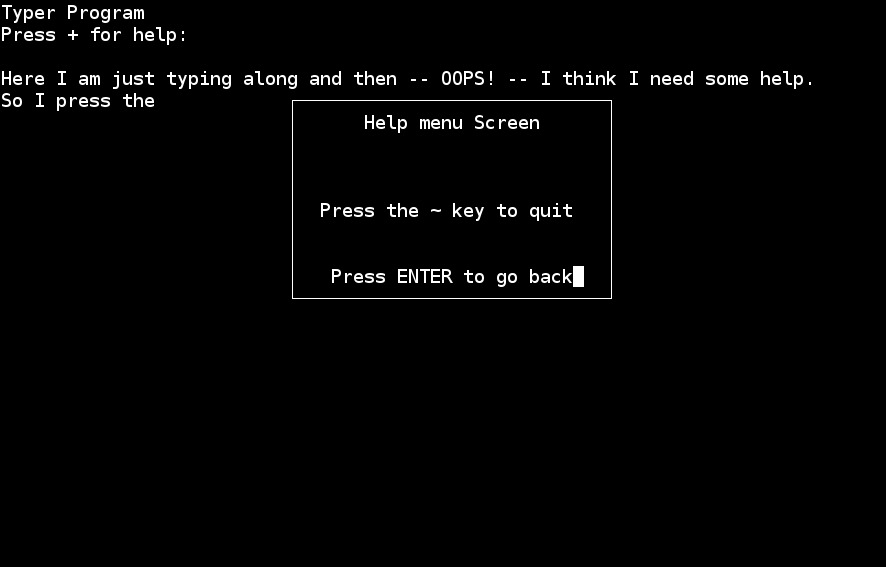 Typer Program
Press + for help:
Here I am just typing along and then -- OOPS! -- I think I need some help.
So I press the
Help menu Screen
Press the ~ key to quit
Press ENTER to go back